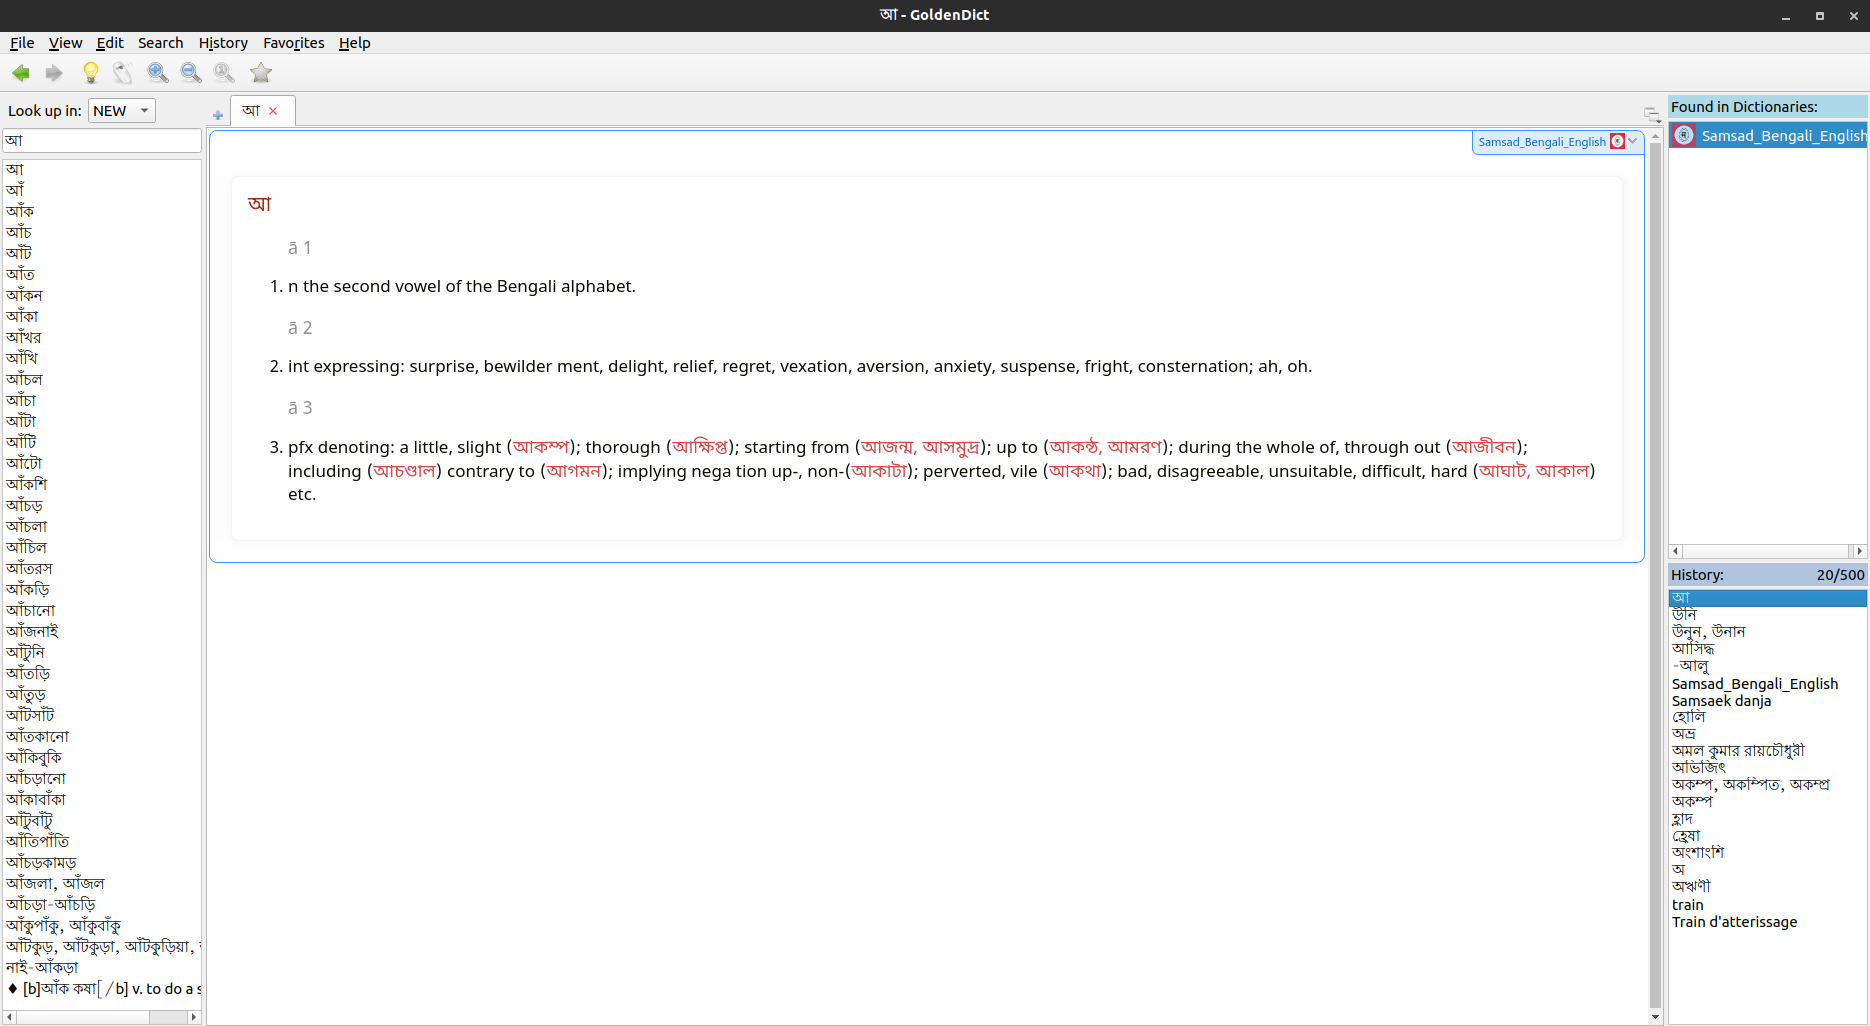 আ - GoldenDict
File View Edit Search History Favorites Help
Look up in: NEW
আ
আ
আঁ
আঁক
আঁচ
আঁট
আঁত
আঁকন
আঁকা
আঁখর
আঁখি
আঁচল
আঁচা
আঁটা
আঁটি
আঁটো
আঁকশি
আঁচড়
আঁচলা
আঁচিল
আঁতরস
আঁকড়ি
আঁচানো
আঁজনাই
আঁটুনি
আঁতড়ি
আঁতুড়
আঁটসাঁট
আঁতকানো
আঁকিবুকি
আঁচড়ানো
আঁকাবাঁকা
আঁটুবাঁটু
আঁতিপাঁতি
আঁচড়কামড়
আঁজলা, আঁজল
আঁচড়া-আঁচড়ি
আঁকুপাঁকু, আঁকুবাঁকু
আঁটকুড়, আঁটকুড়া, আঁটকুড়িয়া,
নাই-আঁকড়া
♦ [b]আঁক কষা[/b] v. to do a s
আ
Samsad_Bengali_English
আ
ā 1
1. n the second vowel of the Bengali alphabet.
ā 2
2. int expressing: surprise, bewilder ment, delight, relief, regret, vexation, aversion, anxiety, suspense, fright, consternation; ah, oh.
ā 3
3. pfx denoting: a little, slight (আকম্প); thorough (আক্ষিপ্ত); starting from (আজন্ম, আসমুদ্র); up to (আকন্ঠ, আমরণ); during the whole of, through out (আজীবন);
including (আচণ্ডাল) contrary to (আগমন); implying nega tion up-, non-(আকাটা); perverted, vile (আকথা); bad, disagreeable, unsuitable, difficult, hard (আঘাট, আকাল)
etc.
Found in Dictionaries:
Samsad_Bengali_English
History: 20/500
আ
উনি
উনুন, উনান
আসিদ্ধ
-আলু
Samsad_Bengali_English
Samsaek danja
হোলি
অভ্র
অমল কুমার রায়চৌধুরী
অভিজিৎ
অকম্প, অকম্পিত, অকম্প্র
অকম্প
হ্লাদ
হ্রেষা
অংশাংশি
অ
অঋণী
train
Train d'atterissage